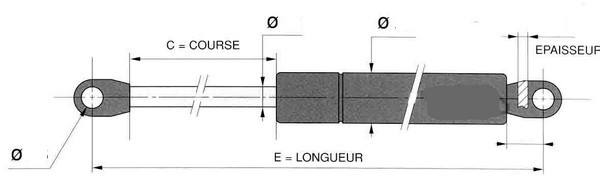 Ø
Ø
C = COURSE
EPAISSEUR
Ø
E = LONGUEUR